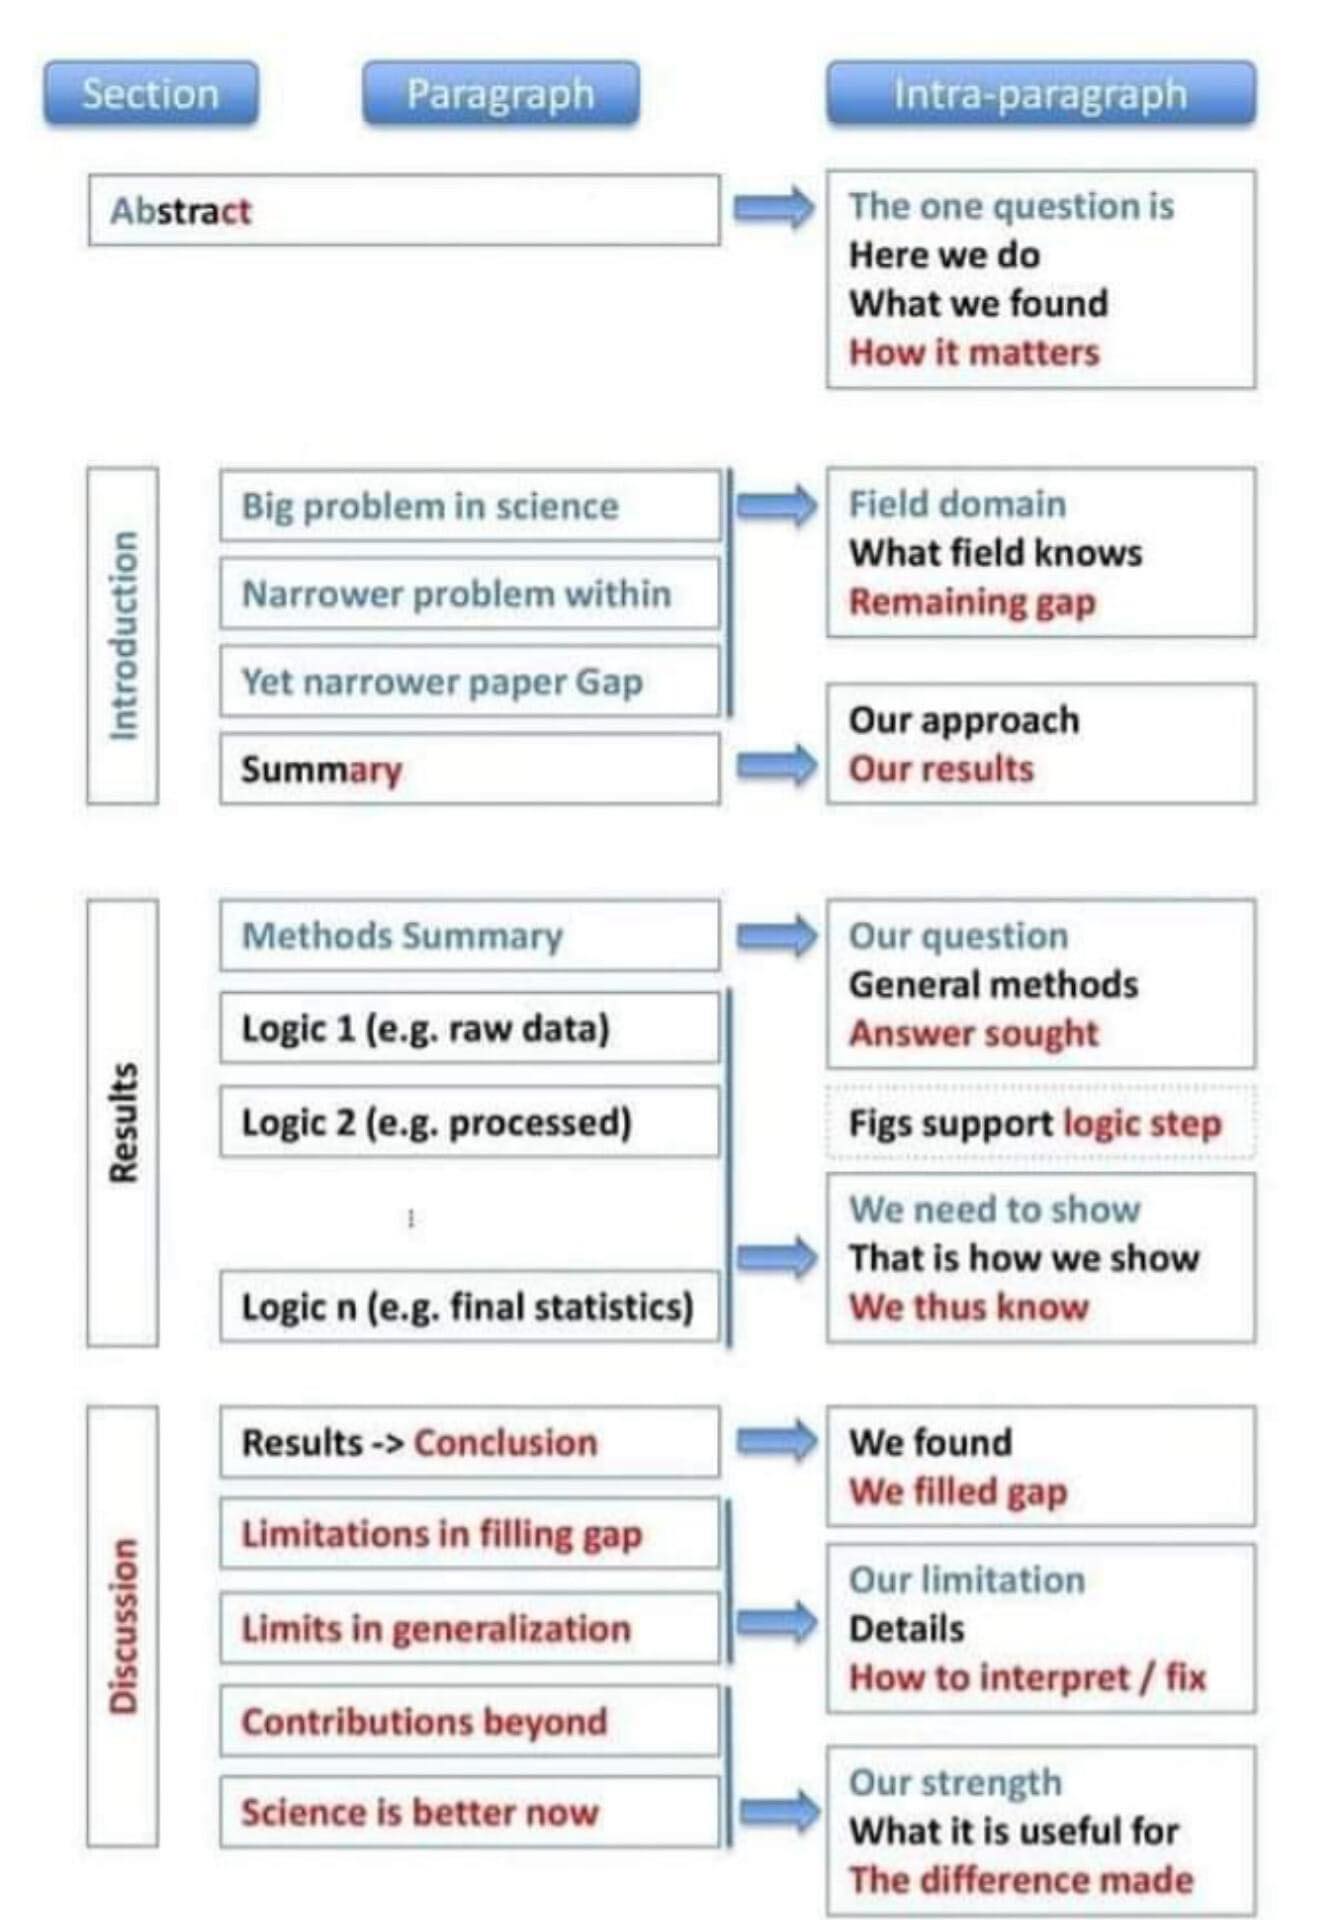 Section
Paragraph
Intra-paragraph
Abstract
The one question is
Here we do
What we found
How it matters
Introduction
Big problem in science
Narrower problem within
Yet narrower paper Gap
Summary
Field domain
What field knows
Remaining gap
Our approach
Our results
Results
Methods Summary
Logic 1 (e.g. raw data)
Logic 2 (e.g. processed)
⁝
Logic n (e.g. final statistics)
Our question
General methods
Answer sought
Figs support logic step
We need to show
That is how we show
We thus know
Discussion
Results -> Conclusion
Limitations in filling gap
Limits in generalization
Contributions beyond
Science is better now
We found
We filled gap
Our limitation
Details
How to interpret / fix
Our strength
What it is useful for
The difference made